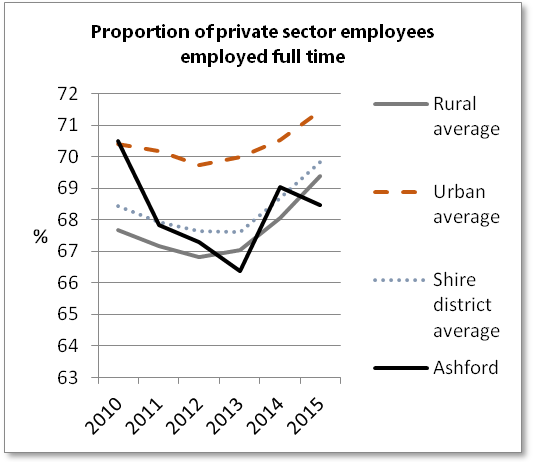 Proportion of private sector employees
employed full time
72
71
70
69
68
67
66
65
64
63
%
2010
2011
2012
2013
2014
2015
Rural
average
Urban
average
Shire
district
average
Ashford